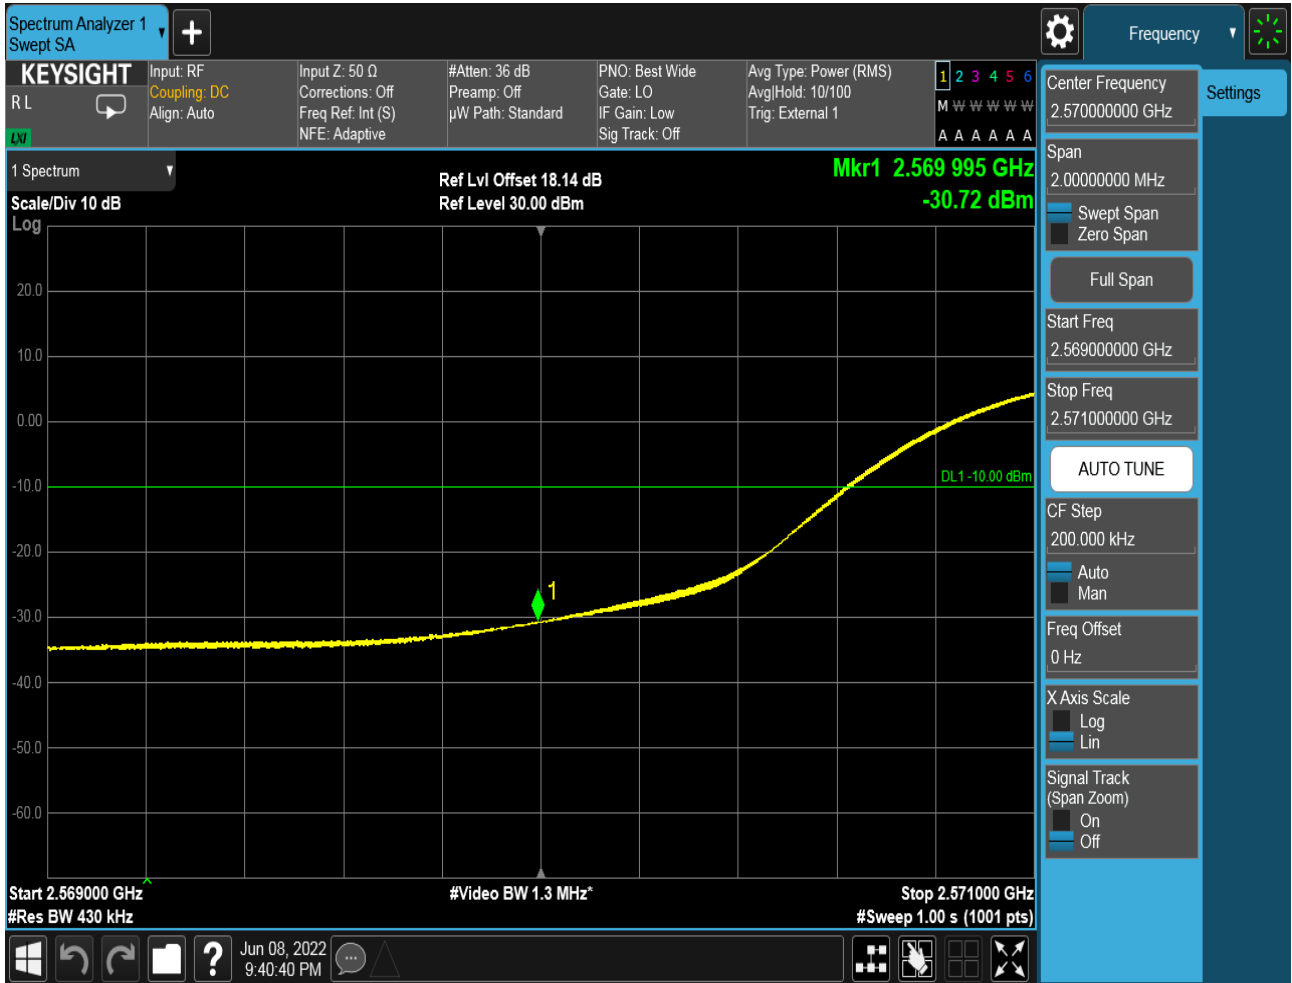 Spectrum Analyzer 1
Swept SA
Frequency
KEYSIGHT
R L
LXI
Input: RF
Coupling: DC
Align: Auto
Input Z: 50 Ω
Corrections: Off
Freq Ref: Int (S)
NFE: Adaptive
#Atten: 36 dB
Preamp: Off
µW Path: Standard
PNO: Best Wide
Gate: LO
IF Gain: Low
Sig Track: Off
Avg Type: Power (RMS)
Avg|Hold: 10/100
Trig: External 1
1 2 3 4 5 6
M W W W W W
A A A A A A
1 Spectrum
Scale/Div 10 dB
Log
Ref Lvl Offset 18.14 dB
Ref Level 30.00 dBm
Mkr1 2.569 995 GHz
-30.72 dBm
20.0
10.0
0.00
-10.0
-20.0
-30.0
-40.0
-50.0
-60.0
DL1 -10.00 dBm
1
Start 2.569000 GHz
#Res BW 430 kHz
#Video BW 1.3 MHz*
Stop 2.571000 GHz
#Sweep 1.00 s (1001 pts)
?
Jun 08, 2022
9:40:40 PM
Center Frequency
2.570000000 GHz
Settings
Span
2.00000000 MHz
Swept Span
Zero Span
Full Span
Start Freq
2.569000000 GHz
Stop Freq
2.571000000 GHz
AUTO TUNE
CF Step
200.000 kHz
Auto
Man
Freq Offset
0 Hz
X Axis Scale
Log
Lin
Signal Track
(Span Zoom)
On
Off